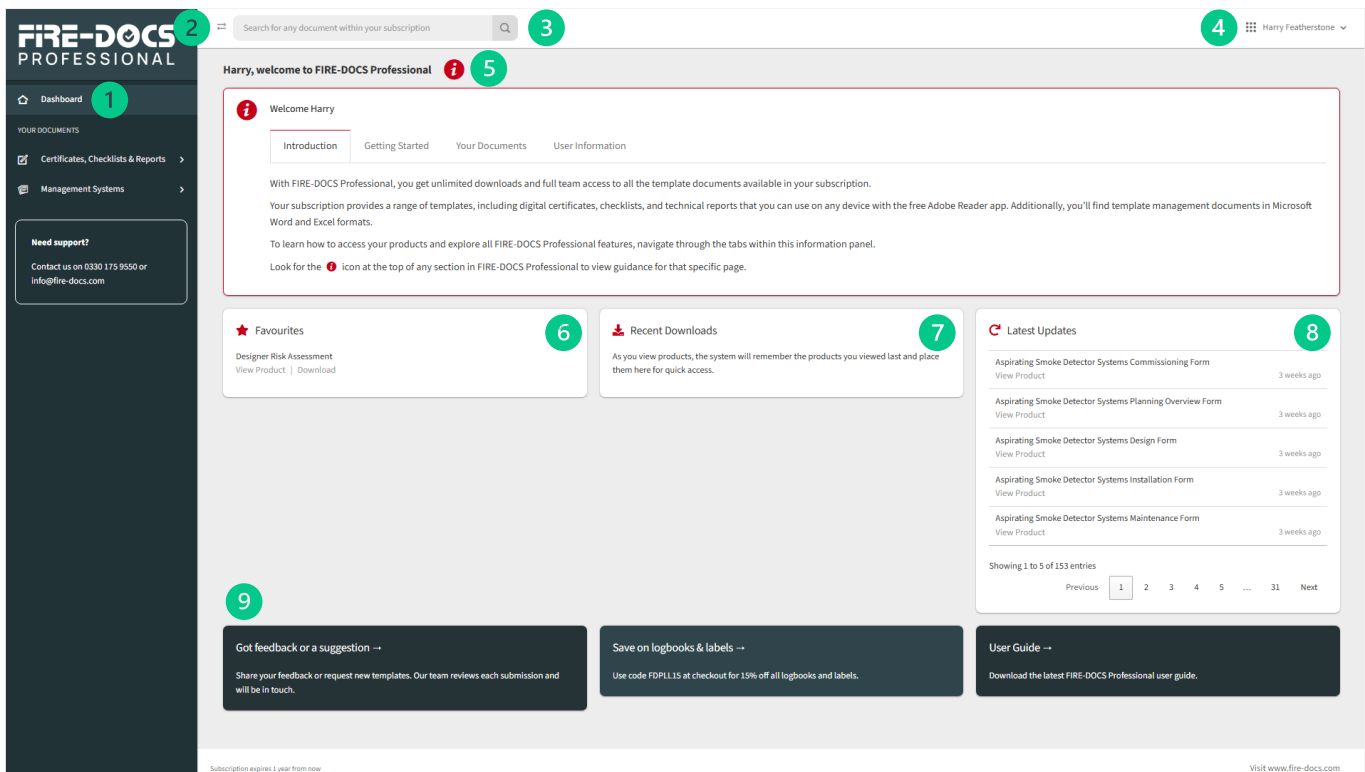 FIRE-DOCS
PROFESSIONAL
2
Search for any document within your subscription
3
4
Harry Featherstone
1
Dashboard
YOUR DOCUMENTS
Certificates, Checklists & Reports
Management Systems
Need support?
Contact us on 0330 175 9550 or
info@fire-docs.com
Harry, welcome to FIRE-DOCS Professional
i
5
i
Welcome Harry
Introduction
Getting Started
Your Documents
User Information
With FIRE-DOCS Professional, you get unlimited downloads and full team access to all the template documents available in your subscription.
Your subscription provides a range of templates, including digital certificates, checklists, and technical reports that you can use on any device with the free Adobe Reader app. Additionally, you'll find template management documents in Microsoft
Word and Excel formats.
To learn how to access your products and explore all FIRE-DOCS Professional features, navigate through the tabs within this information panel.
Look for the i icon at the top of any section in FIRE-DOCS Professional to view guidance for that specific page.
Favourites
6
Designer Risk Assessment
View Product | Download
Recent Downloads
7
As you view products, the system will remember the products you viewed last and place
them here for quick access.
Latest Updates
8
Aspirating Smoke Detector Systems Commissioning Form
View Product 3 weeks ago
Aspirating Smoke Detector Systems Planning Overview Form
View Product 3 weeks ago
Aspirating Smoke Detector Systems Design Form
View Product 3 weeks ago
Aspirating Smoke Detector Systems Installation Form
View Product 3 weeks ago
Aspirating Smoke Detector Systems Maintenance Form
View Product 3 weeks ago
Showing 1 to 5 of 153 entries
Previous 1 2 3 4 5 ... 31 Next
9
Got feedback or a suggestion →
Share your feedback or request new templates. Our team reviews each submission and
will be in touch.
Save on logbooks & labels →
Use code FDPLL15 at checkout for 15% off all logbooks and labels.
User Guide →
Download the latest FIRE-DOCS Professional user guide.
Subscription expires 1 year from now
Visit www.fire-docs.com